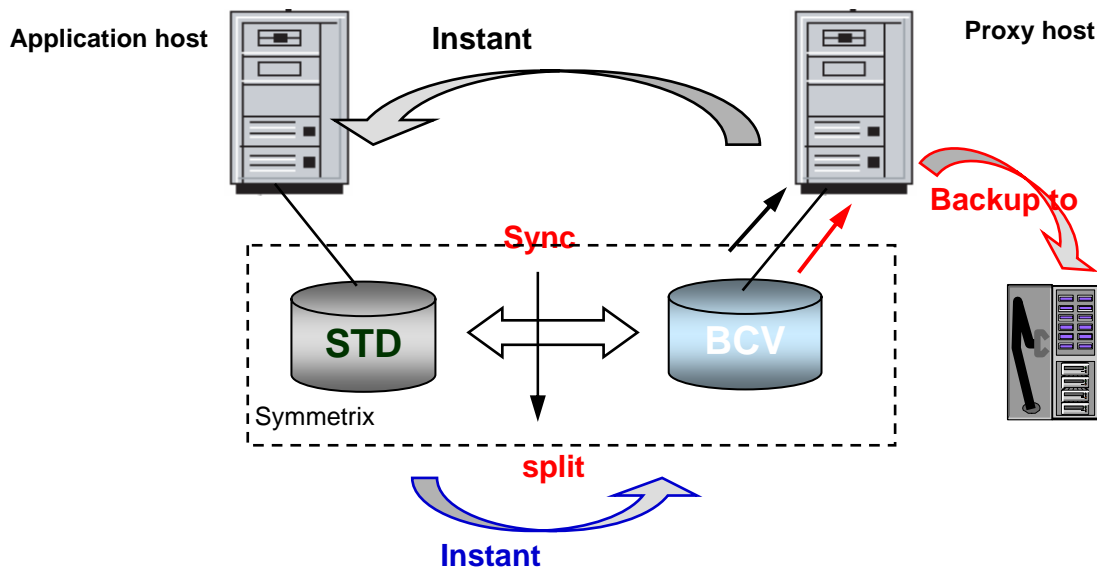 Application host
Instant
Proxy host
Backup to
Sync
STD
BCV
Symmetrix
split
Instant